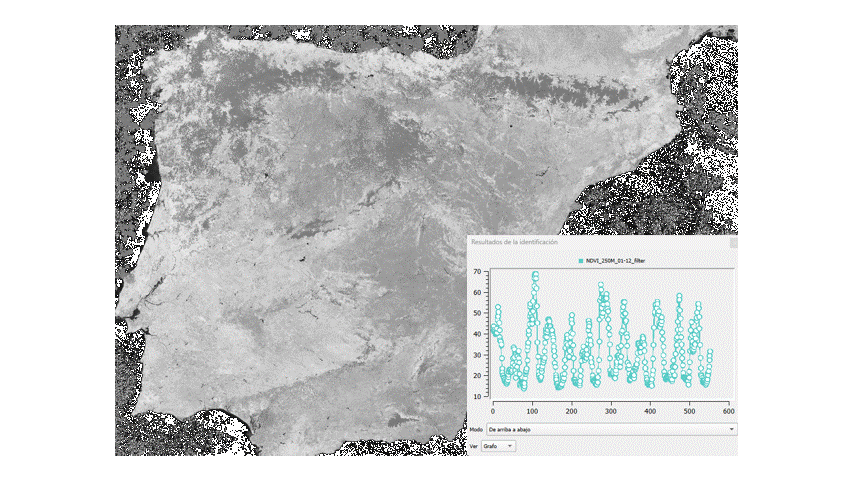 Resultados de la identificación
NDVI_250M_01-12_filter
70
60
50
40
30
20
10
0 100 200 300 400 500 600
Modo De arriba a abajo
Ver Grafo